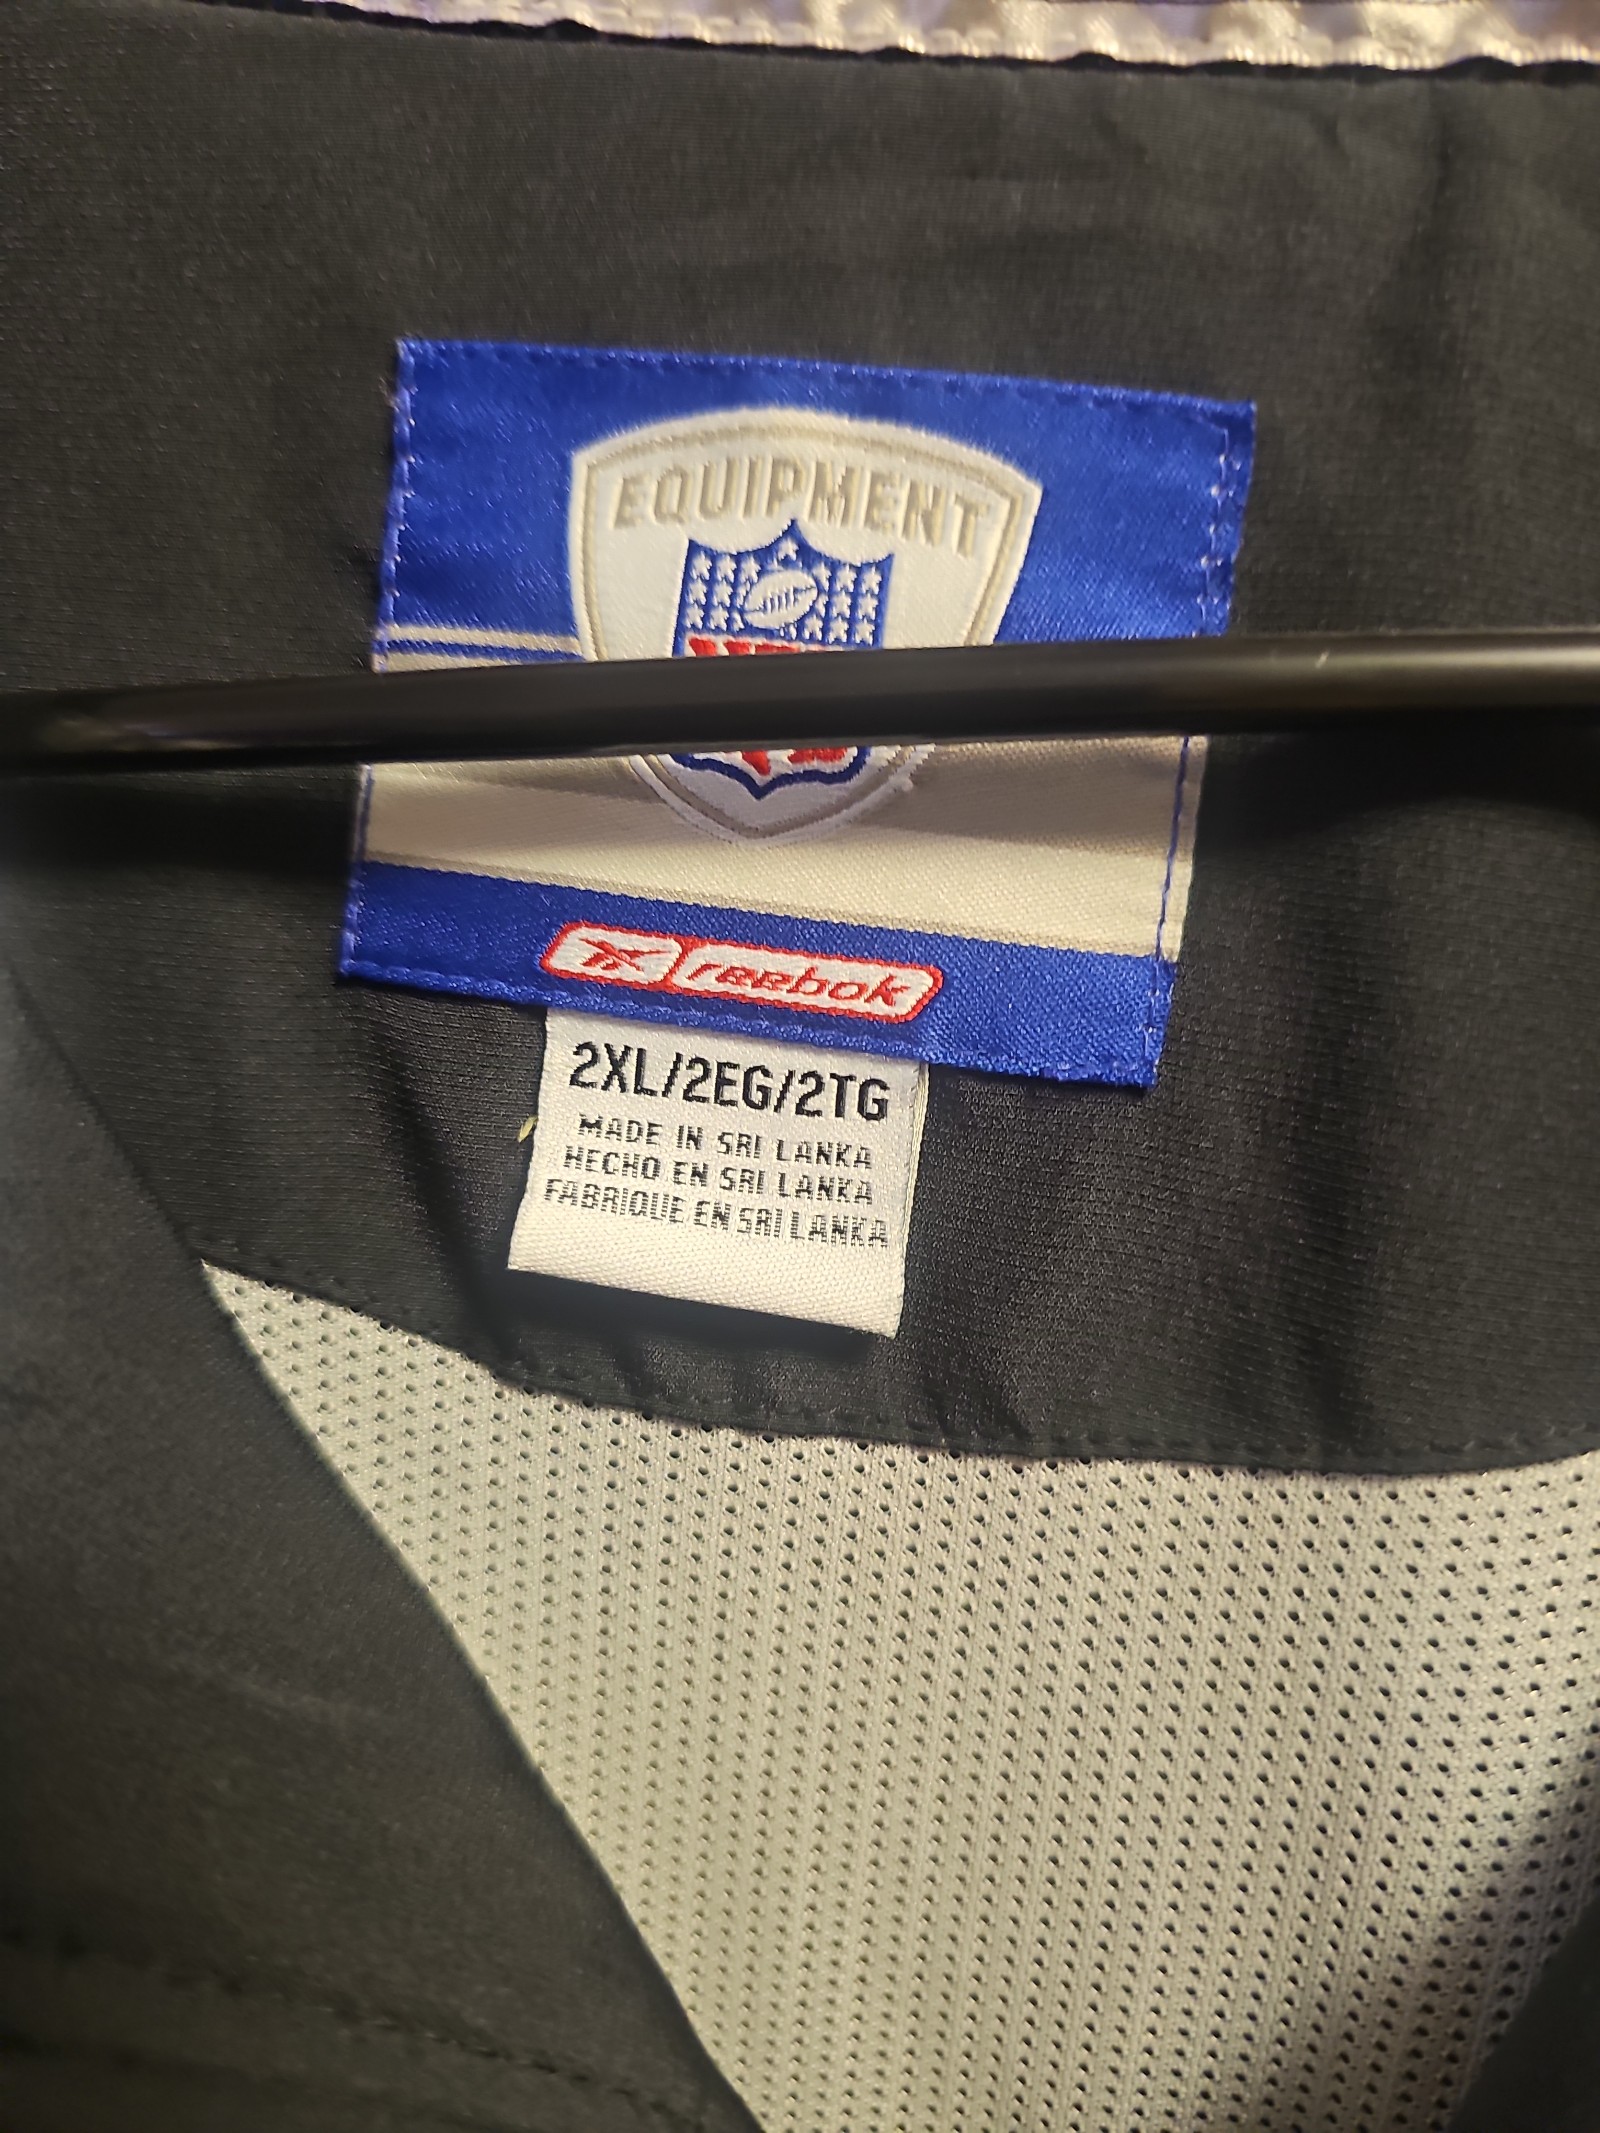 EQUIPMENT
Reebok
2XL/2EG/2TG
MADE IN SRI LANKA
HECHO EN SRI LANKA
FABRIQUE EN SRI LANKA